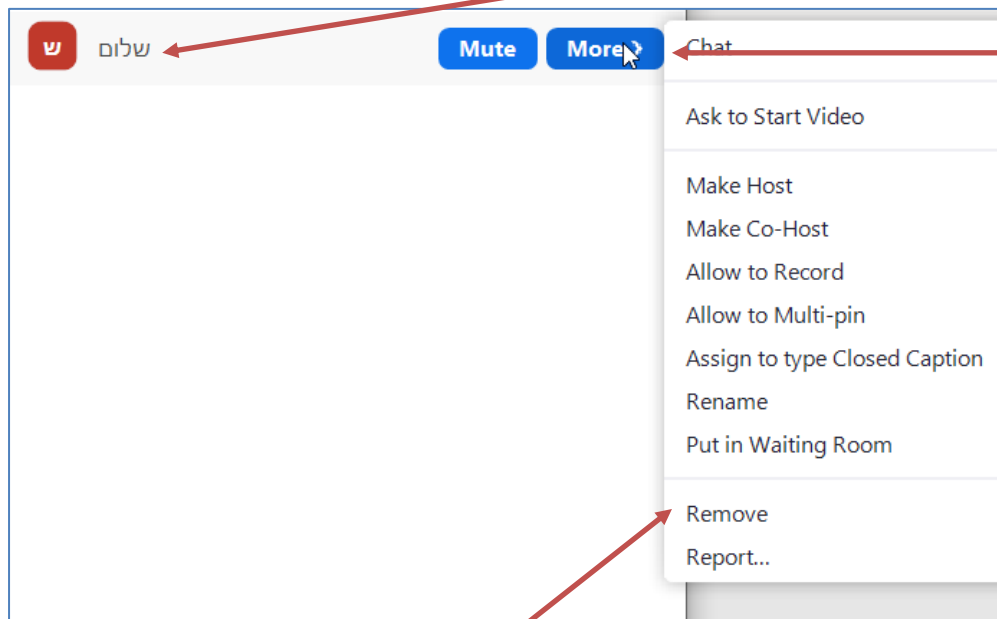 ש שלום Mute More
Chat
Ask to Start Video
Make Host
Make Co-Host
Allow to Record
Allow to Multi-pin
Assign to type Closed Caption
Rename
Put in Waiting Room
Remove
Report...